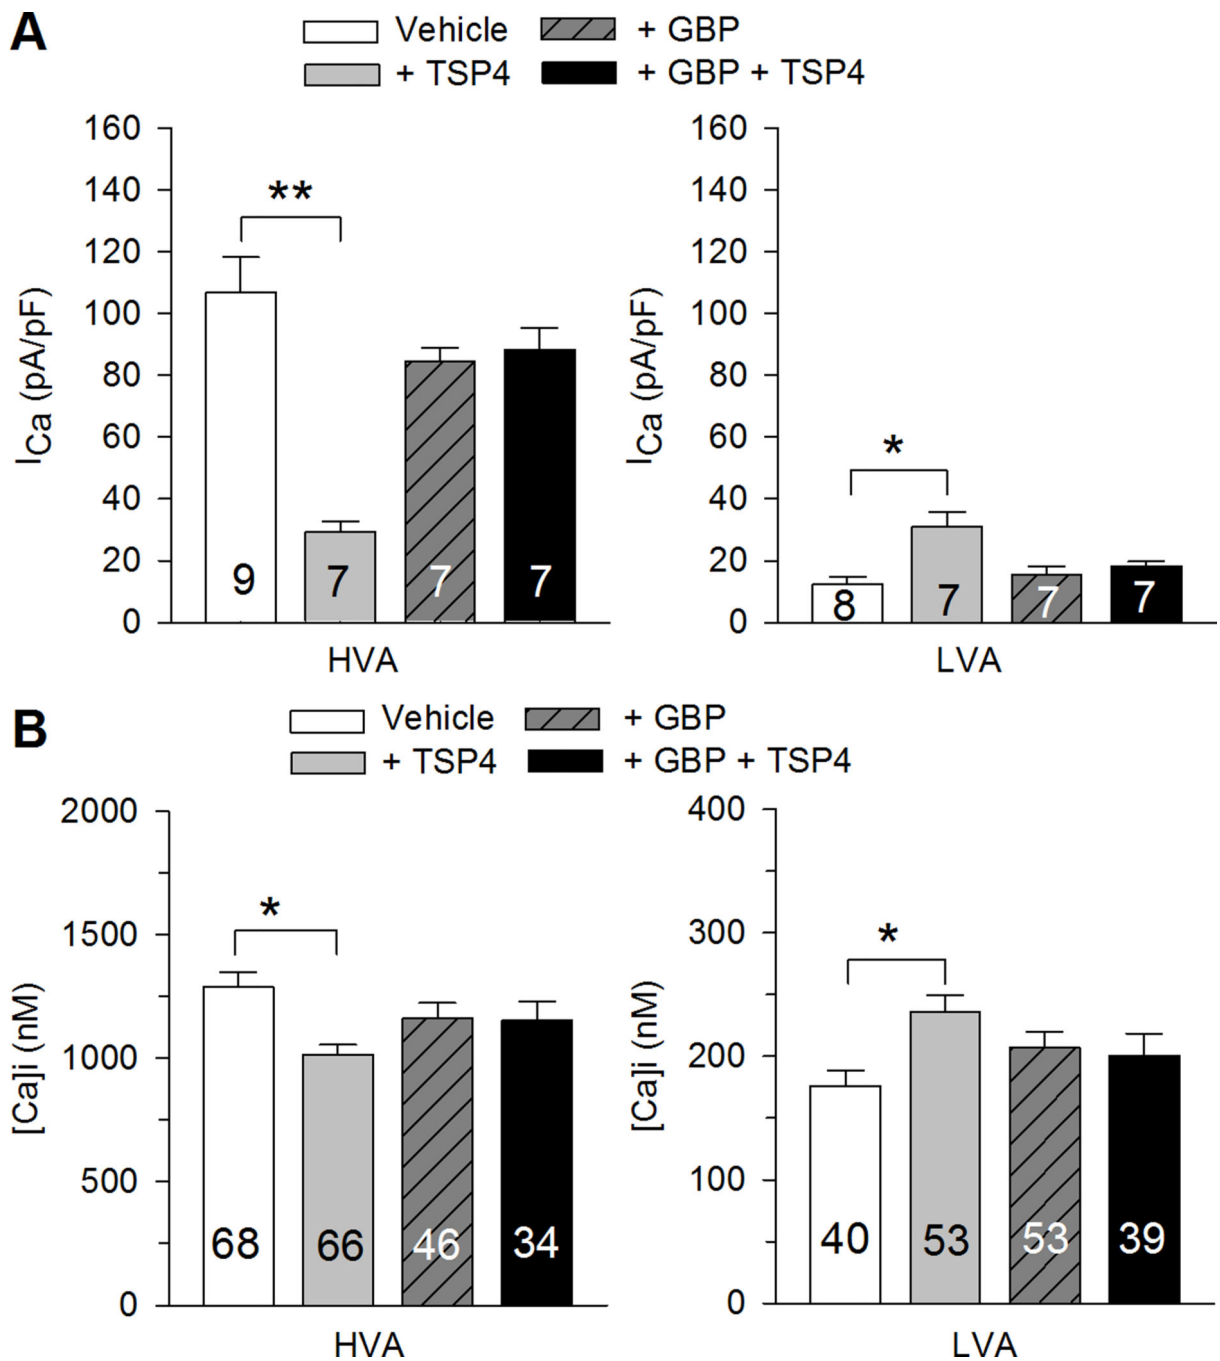 A
Vehicle + GBP
+ TSP4 + GBP + TSP4
160
140
120
100
80
60
40
20
0
I_Ca (pA/pF)
**
9 7 7 7
HVA
160
140
120
100
80
60
40
20
0
I_Ca (pA/pF)
*
8 7 7 7
LVA
B
Vehicle + GBP
+ TSP4 + GBP + TSP4
2000
1500
1000
500
0
[Ca]i (nM)
*
68 66 46 34
HVA
400
300
200
100
0
[Ca]i (nM)
*
40 53 53 39
LVA